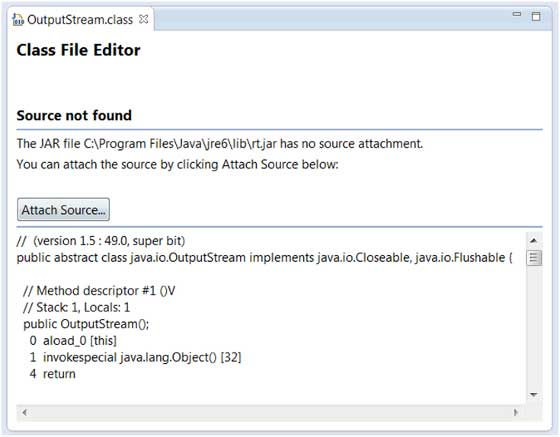 OutputStream.class
Class File Editor
Source not found
The JAR file C:\Program Files\Java\jre6\lib\rt.jar has no source attachment.
You can attach the source by clicking Attach Source below:
Attach Source...
//  (version 1.5 : 49.0, super bit)
public abstract class java.io.OutputStream implements java.io.Closeable, java.io.Flushable {
// Method descriptor #1 ()V
// Stack: 1, Locals: 1
public OutputStream();
0  aload_0 [this]
1  invokespecial java.lang.Object() [32]
4  return